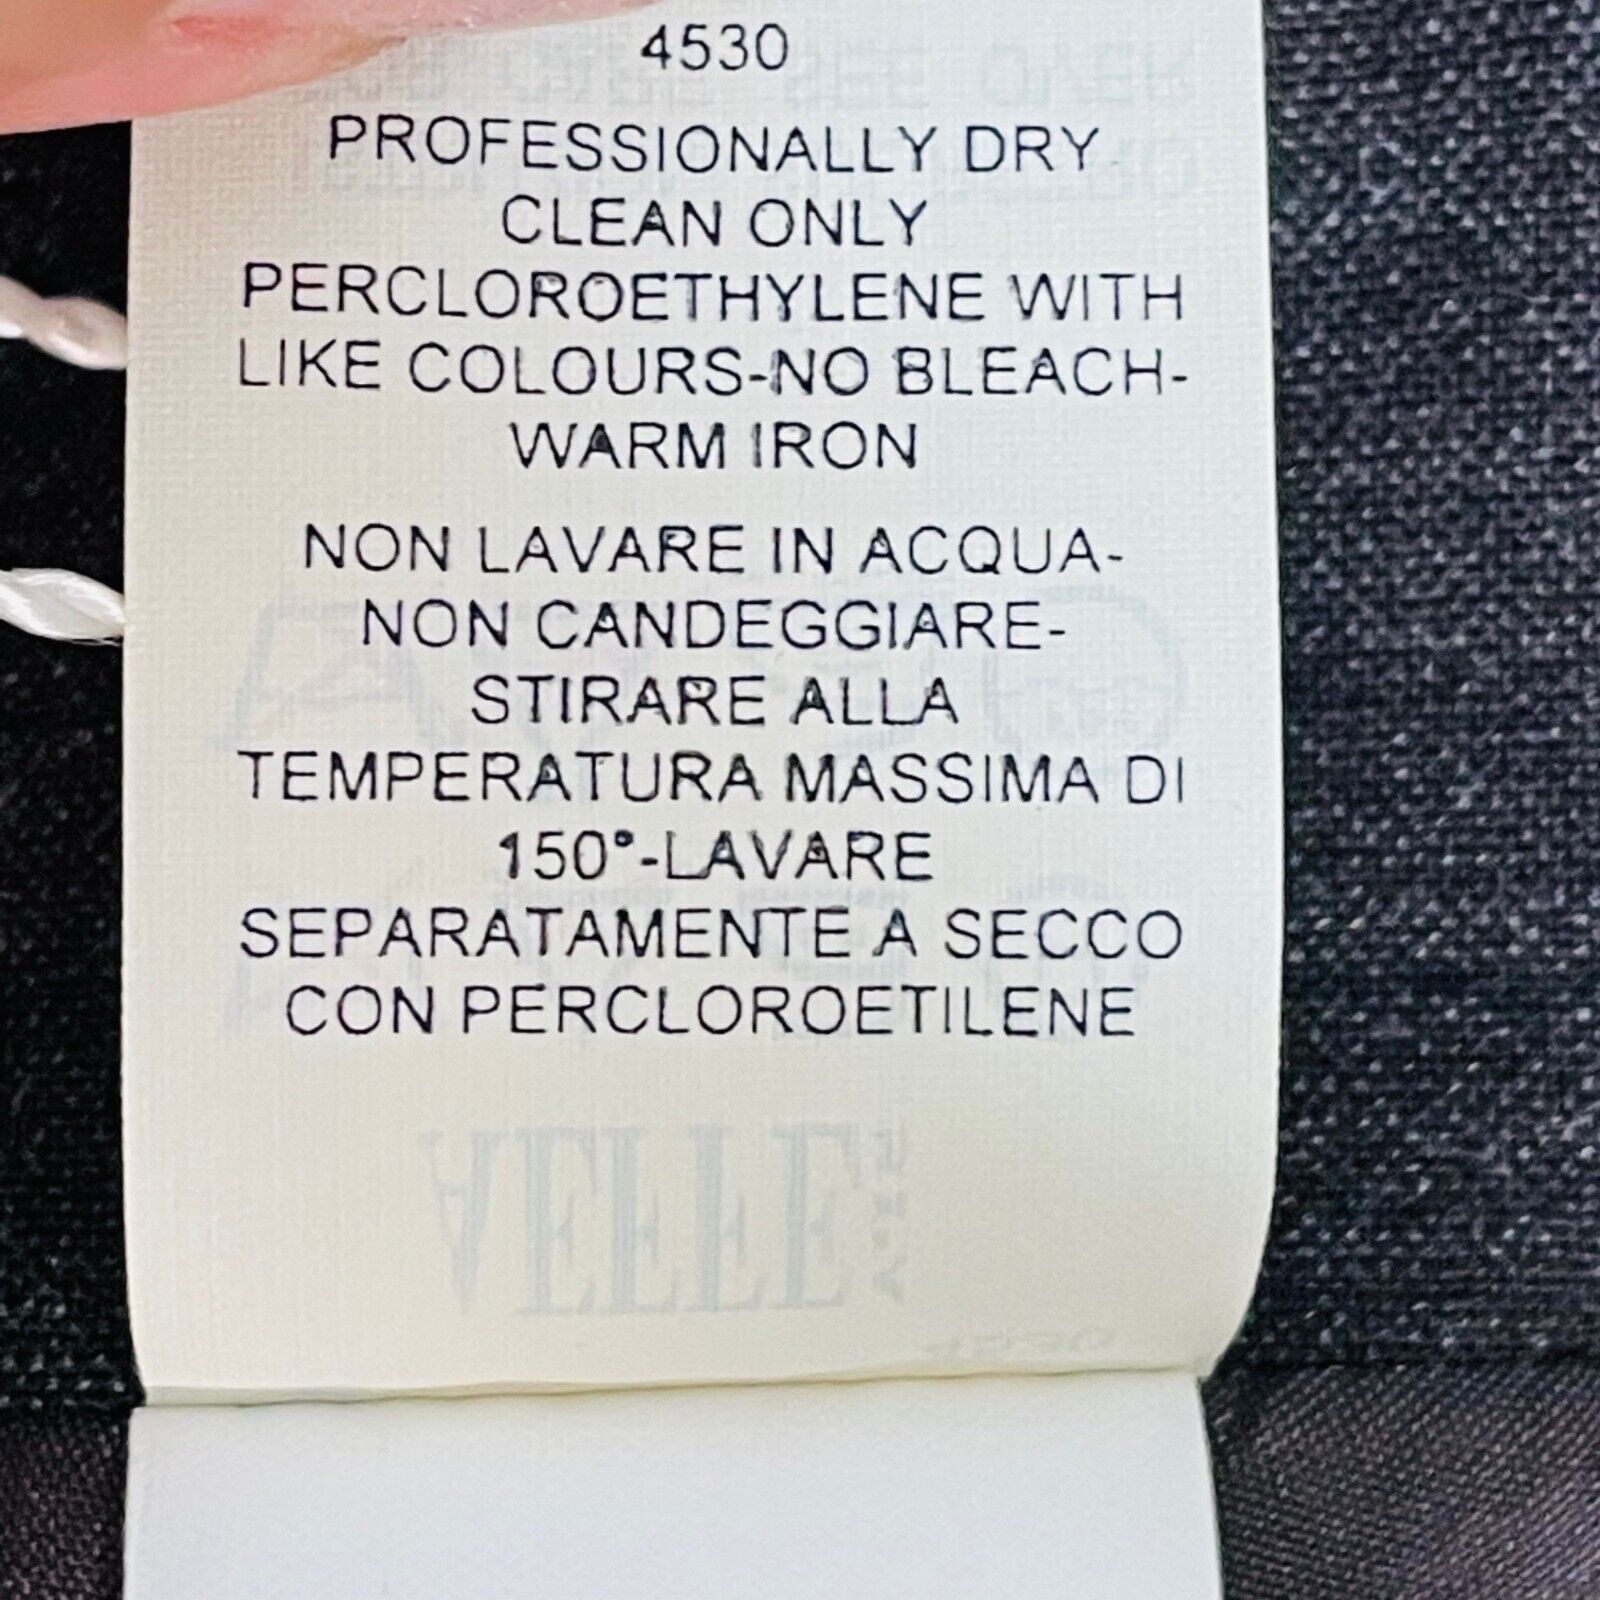 4530
PROFESSIONALLY DRY
CLEAN ONLY
PERCLOROETHYLENE WITH
LIKE COLOURS-NO BLEACH-
WARM IRON
NON LAVARE IN ACQUA-
NON CANDEGGIARE-
STIRARE ALLA
TEMPERATURA MASSIMA DI
150°-LAVARE
SEPARATAMENTE A SECCO
CON PERCLOROETILENE